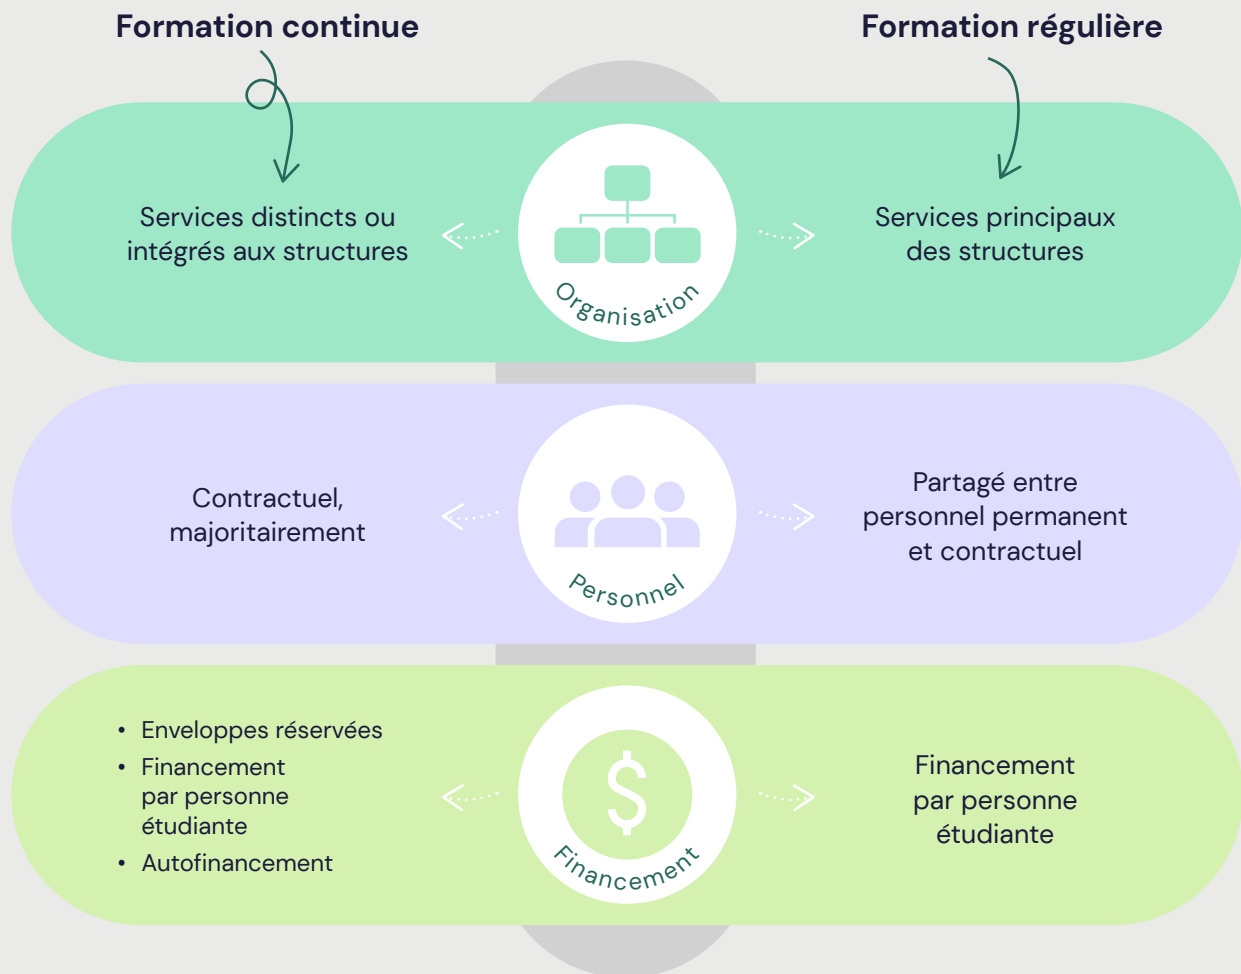 Formation continue
Formation régulière
Services distincts ou
intégrés aux structures
Organisation
Services principaux
des structures
Contractuel,
majoritairement
Personnel
Partagé entre
personnel permanent
et contractuel
• Enveloppes réservées
• Financement
par personne
étudiante
• Autofinancement
$
Financement
Financement
par personne
étudiante